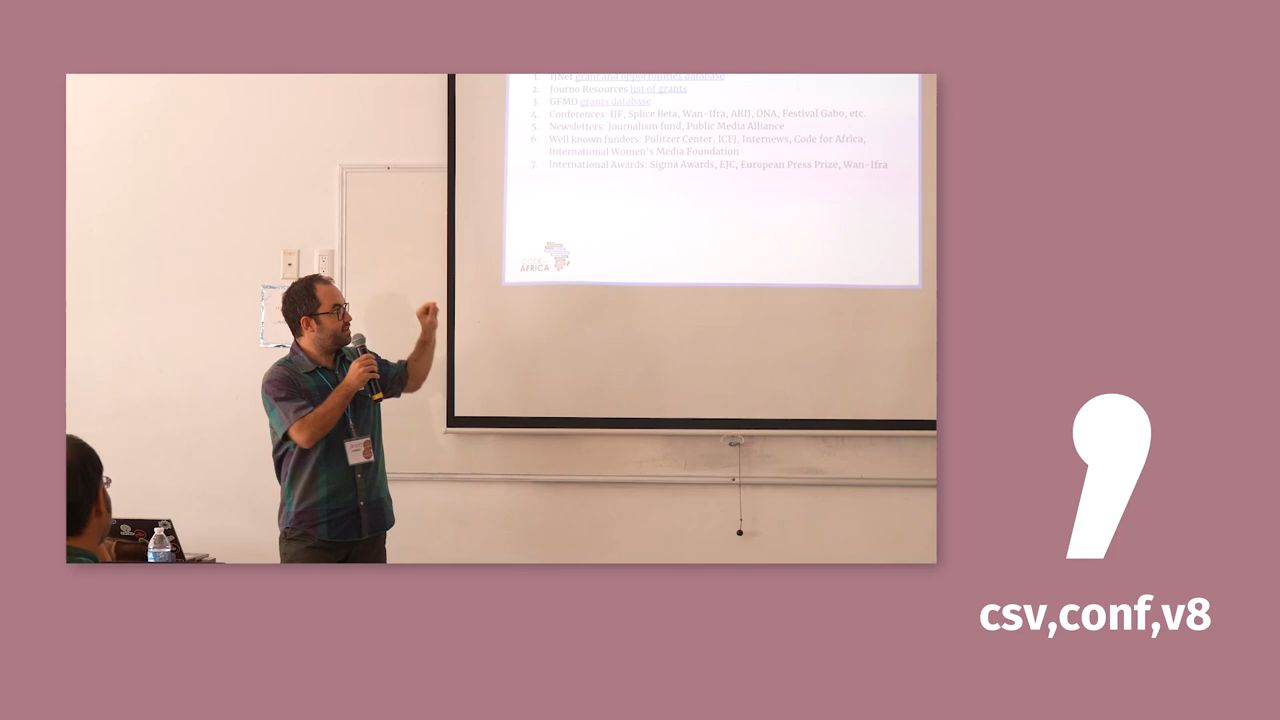 1. IJNet grant and opportunities database
2. Journo Resources list of grants
3. GFMD grants database
4. Conferences: IJF, Splice Beta, Wan-Ifra, ARIJ, ONA, Festival Gabo, etc.
5. Newsletters: Journalism fund, Public Media Alliance
6. Well known funders: Pulitzer Center, ICFJ, Internews, Code for Africa,
International Women's Media Foundation
7. International Awards: Sigma Awards, EJC, European Press Prize, Wan-Ifra
CODE
AFRICA
csv,conf,v8